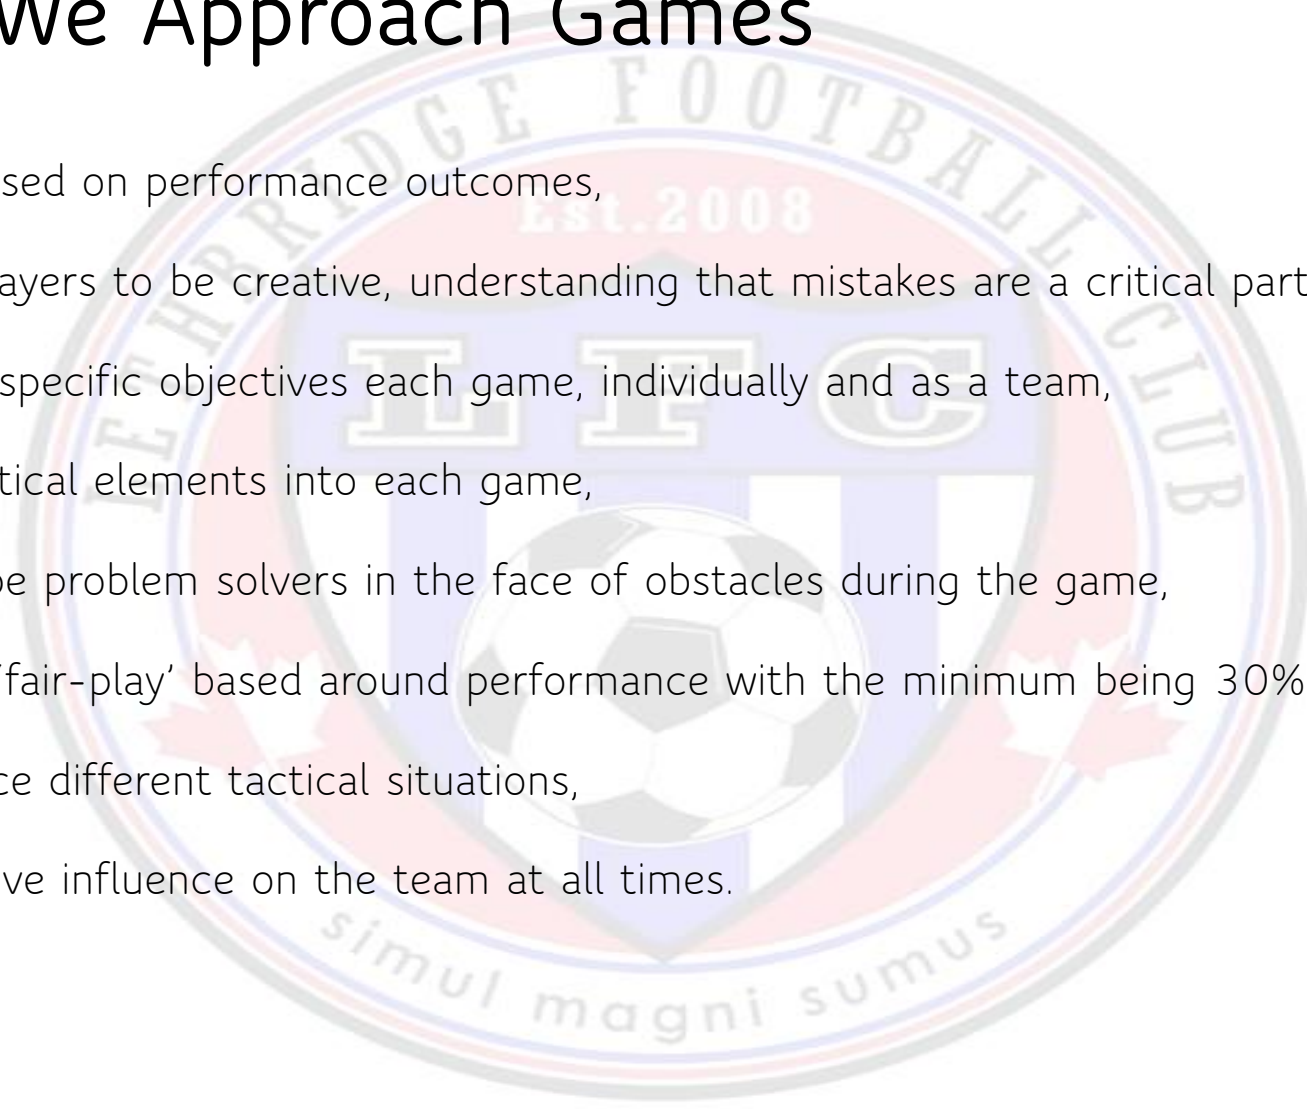 We Approach Games
sed on performance outcomes,
ayers to be creative, understanding that mistakes are a critical part
specific objectives each game, individually and as a team,
tical elements into each game,
be problem solvers in the face of obstacles during the game,
‘fair-play’ based around performance with the minimum being 30%
ce different tactical situations,
ve influence on the team at all times.
LETHBRIDGE FOOTBALL CLUB
Est.2008
LFC
simul magni sumus